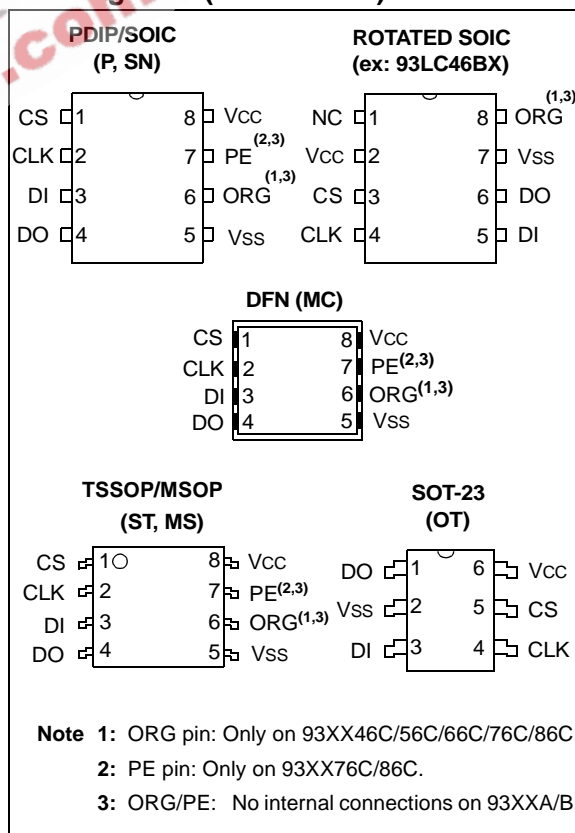 .com
PDIP/SOIC
(P, SN)
CS 1 8 VCC
CLK 2 7 PE(2,3)
DI 3 6 ORG(1,3)
DO 4 5 VSS
ROTATED SOIC
(ex: 93LC46BX)
NC 1 8 ORG(1,3)
VCC 2 7 VSS
CS 3 6 DO
CLK 4 5 DI
DFN (MC)
CS 1 8 VCC
CLK 2 7 PE(2,3)
DI 3 6 ORG(1,3)
DO 4 5 VSS
TSSOP/MSOP
(ST, MS)
CS 1 8 VCC
CLK 2 7 PE(2,3)
DI 3 6 ORG(1,3)
DO 4 5 VSS
SOT-23
(OT)
DO 1 6 VCC
VSS 2 5 CS
DI 3 4 CLK
Note 1: ORG pin: Only on 93XX46C/56C/66C/76C/86C
2: PE pin: Only on 93XX76C/86C.
3: ORG/PE: No internal connections on 93XXA/B